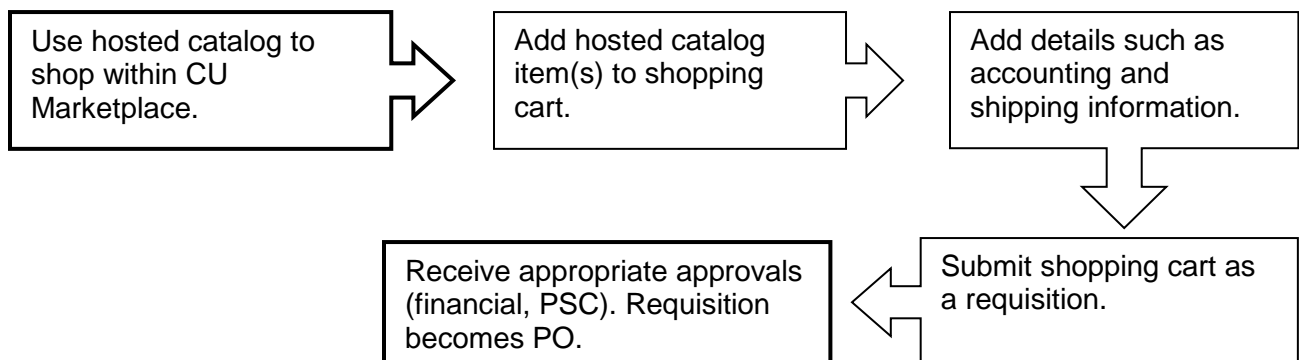 Use hosted catalog to
shop within CU
Marketplace.
Add hosted catalog
item(s) to shopping
cart.
Add details such as
accounting and
shipping information.
Submit shopping cart as
a requisition.
Receive appropriate approvals
(financial, PSC). Requisition
becomes PO.